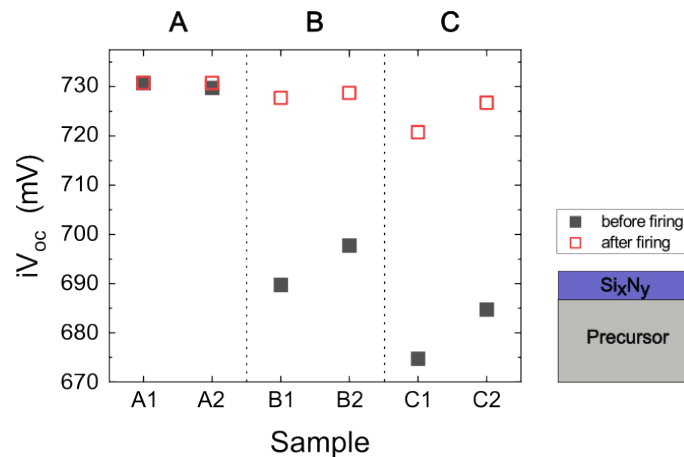 A B C
iVoc (mV)
730
720
710
700
690
680
670
A1 A2 B1 B2 C1 C2
Sample
before firing
after firing
SixNy
Precursor